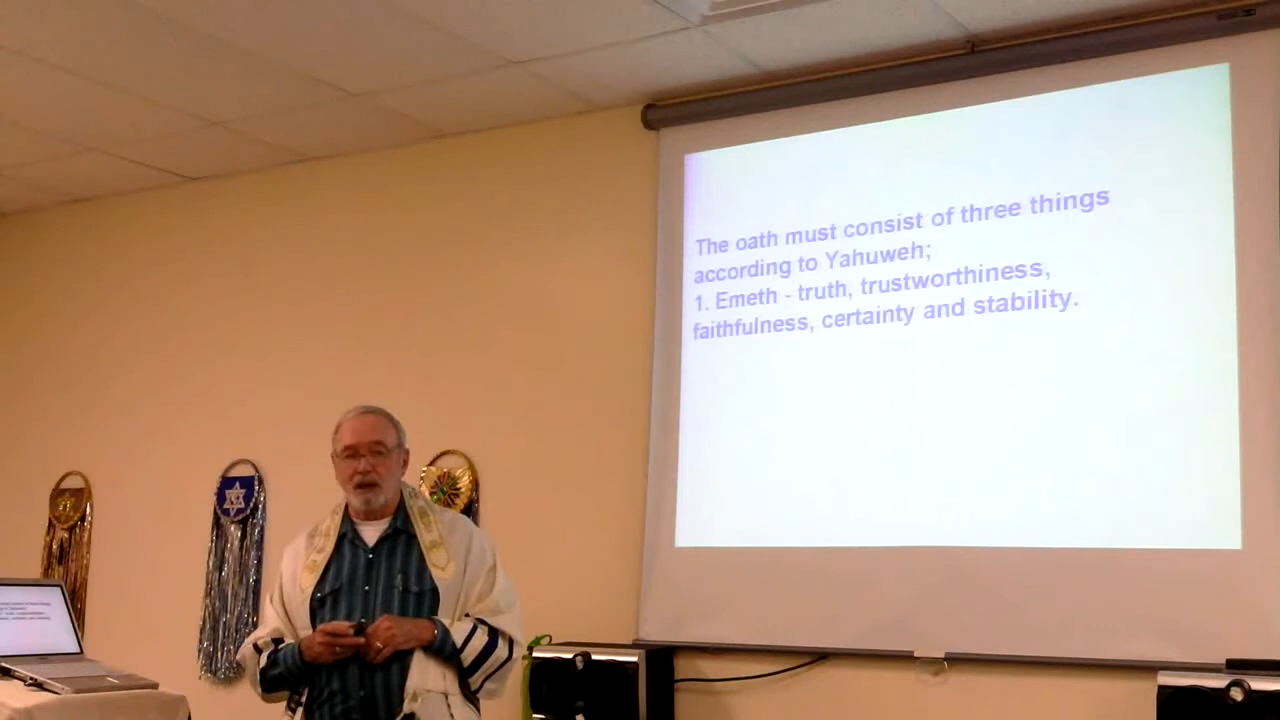 The oath must consist of three things
according to Yahuweh;
1. Emeth - truth, trustworthiness,
faithfulness, certainty and stability.